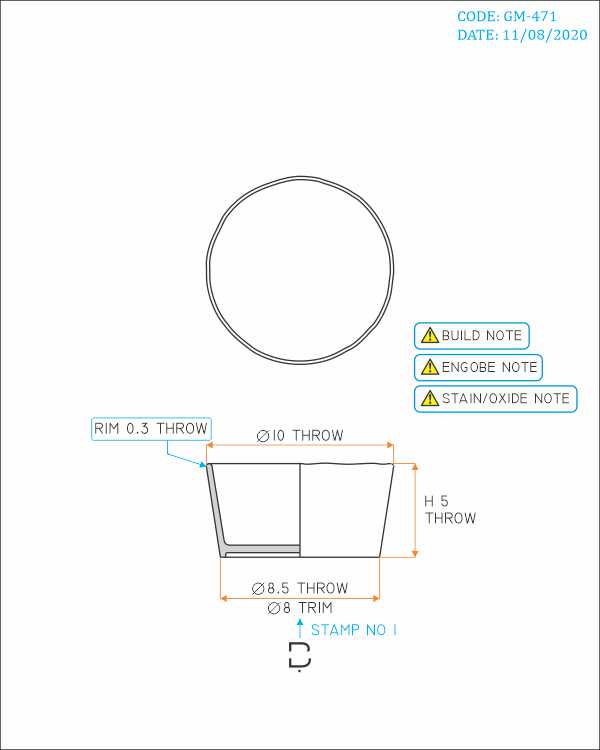 CODE: GM-471
DATE: 11/08/2020
BUILD NOTE
ENGOBE NOTE
STAIN/OXIDE NOTE
RIM 0.3 THROW
∅10 THROW
H 5
THROW
∅8.5 THROW
∅8 TRIM
STAMP NO 1